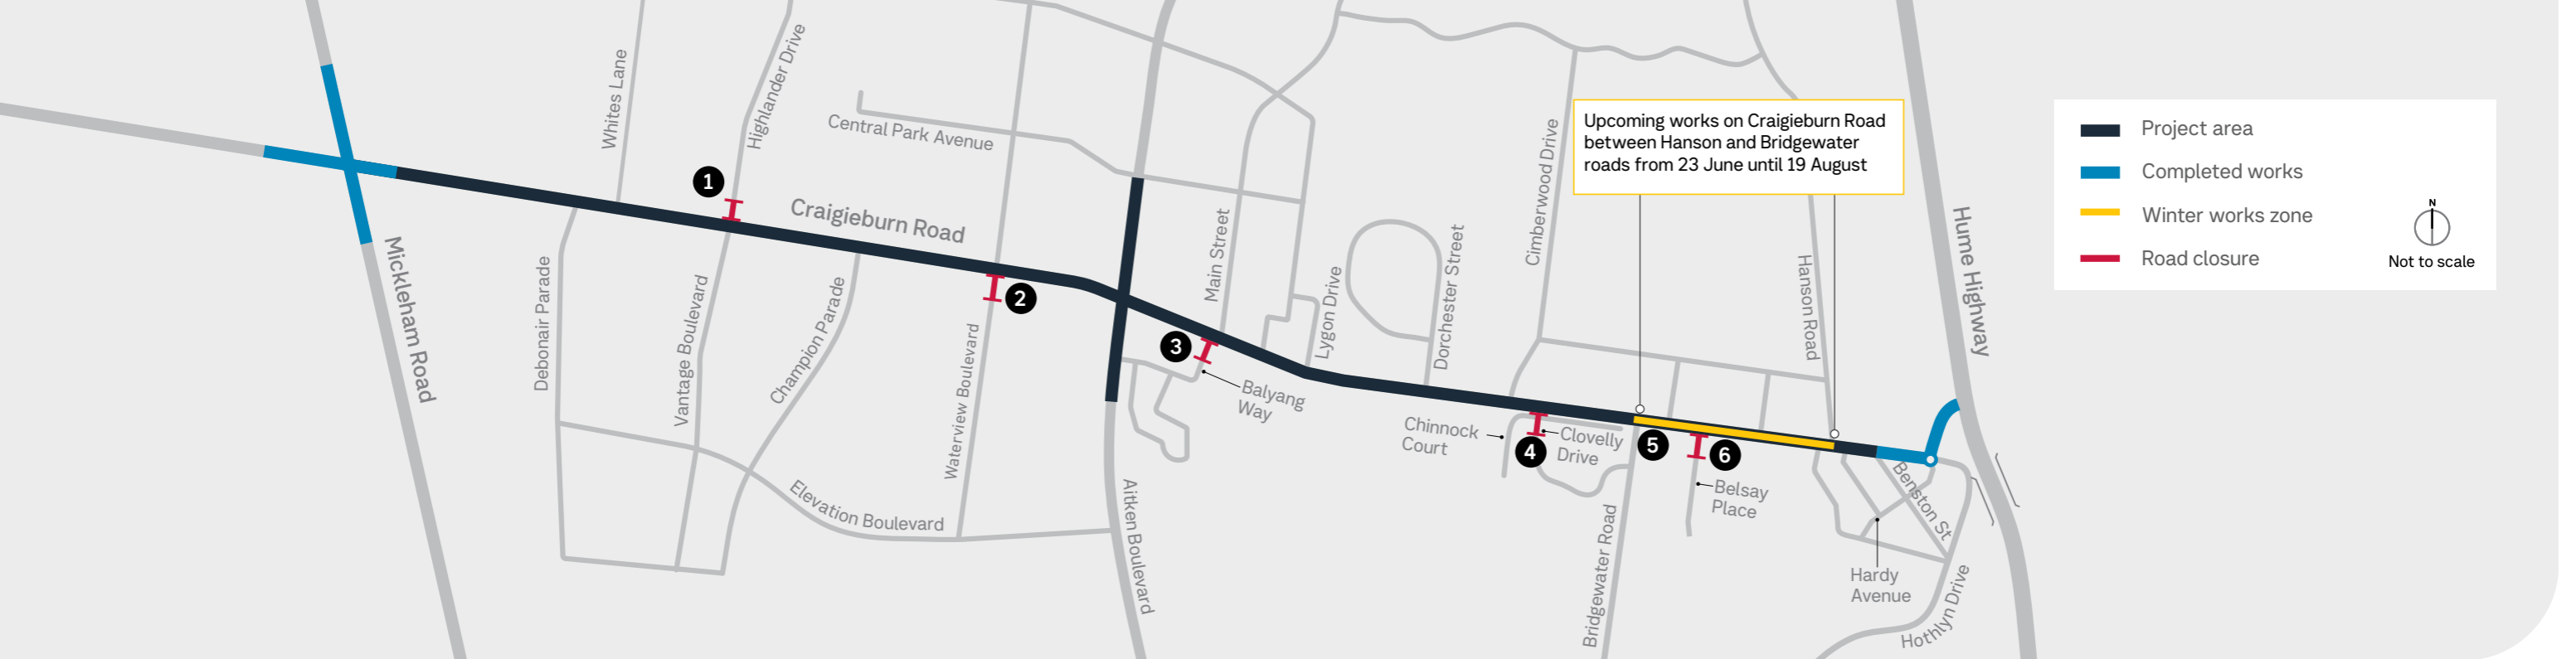 Whites Lane
Highlander Drive
Central Park Avenue
Craigieburn Road
Mickleham Road
Debonair Parade
Vantage Boulevard
Champion Parade
Waterview Boulevard
Elevation Boulevard
Aitken Boulevard
Main Street
Balyang
Way
Lygon Drive
Dorchester Street
Cimberwood Drive
Chinnock
Court
Clovelly
Drive
Bridgewater Road
Belsay
Place
Hanson Road
Hume Highway
Benston St
Hardy
Avenue
Hothlyn Drive
1
2
3
4
5
6
Upcoming works on Craigieburn Road
between Hanson and Bridgewater
roads from 23 June until 19 August
Project area
Completed works
Winter works zone
Road closure
N
Not to scale